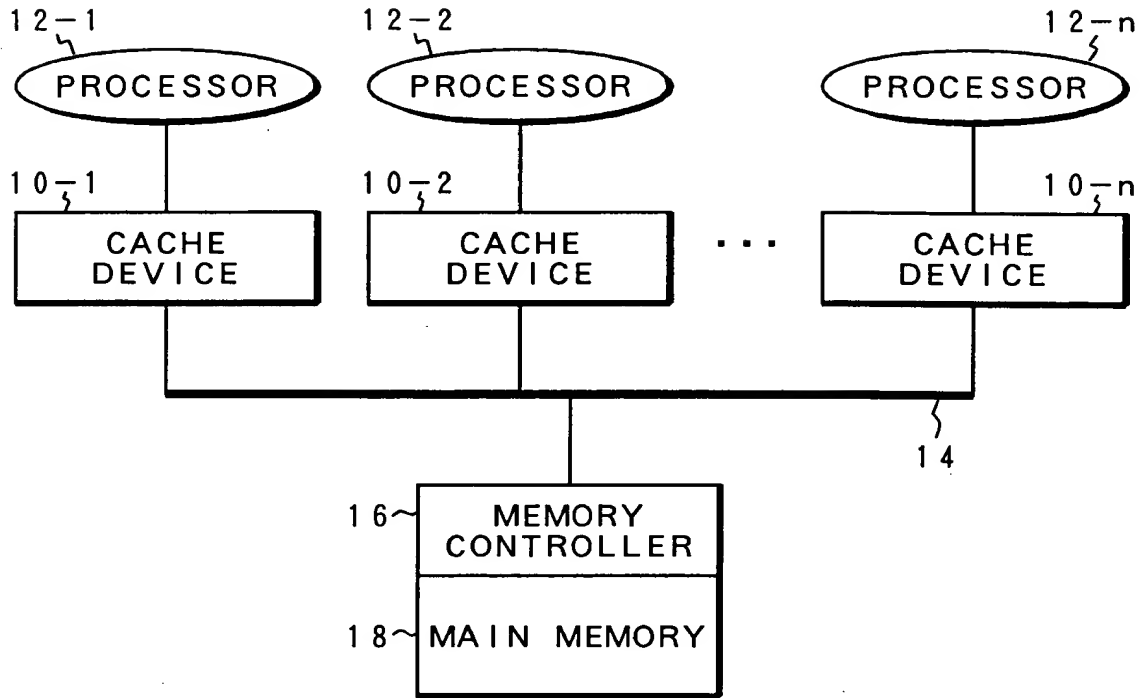 12-1
12-2
12-n
PROCESSOR
PROCESSOR
PROCESSOR
10-1
10-2
10-n
CACHE
DEVICE
CACHE
DEVICE
...
CACHE
DEVICE
14
16
MEMORY
CONTROLLER
18
MAIN MEMORY